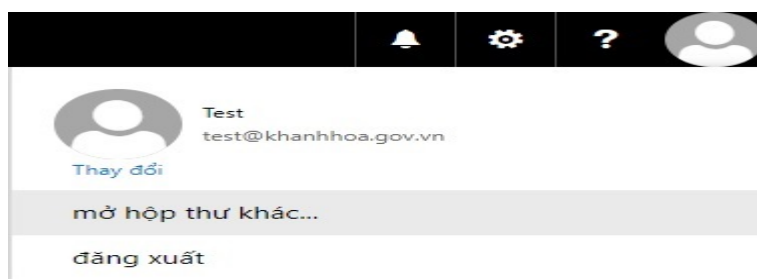 ?
Test
test@khanhhoa.gov.vn
Thay đổi
mở hộp thư khác...
đăng xuất